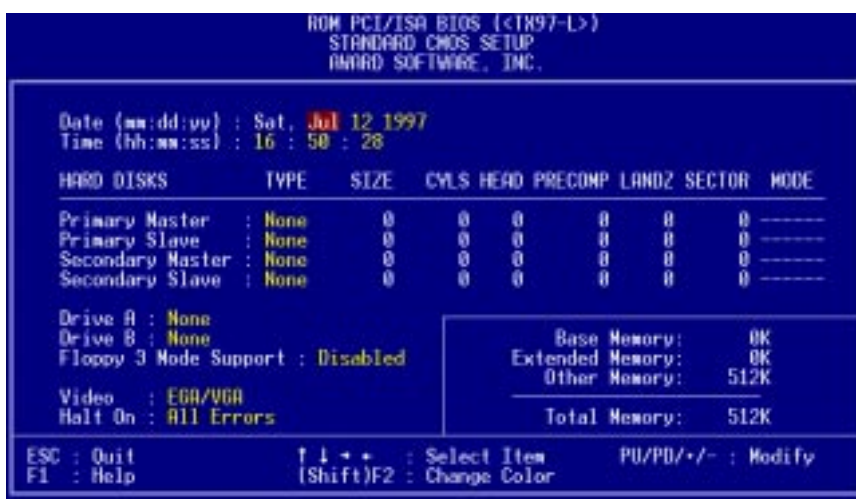 ROM PCI/ISA BIOS (<TX97-L>)
STANDARD CMOS SETUP
AWARD SOFTWARE, INC.
Date (mm:dd:yy) : Sat, Jul 12 1997
Time (hh:mm:ss) : 16 : 50 : 28
HARD DISKS TYPE SIZE CYLS HEAD PRECOMP LANDZ SECTOR MODE
Primary Master : None 0 0 0 0 0 0 ------
Primary Slave : None 0 0 0 0 0 0 ------
Secondary Master : None 0 0 0 0 0 0 ------
Secondary Slave : None 0 0 0 0 0 0 ------
Drive A : None
Drive B : None
Floppy 3 Mode Support : Disabled
Video : EGA/VGA
Halt On : All Errors
Base Memory: 0K
Extended Memory: 0K
Other Memory: 512K
Total Memory: 512K
ESC : Quit ↑ ↓ → ← : Select Item PU/PD/+/- : Modify
F1 : Help (Shift)F2 : Change Color